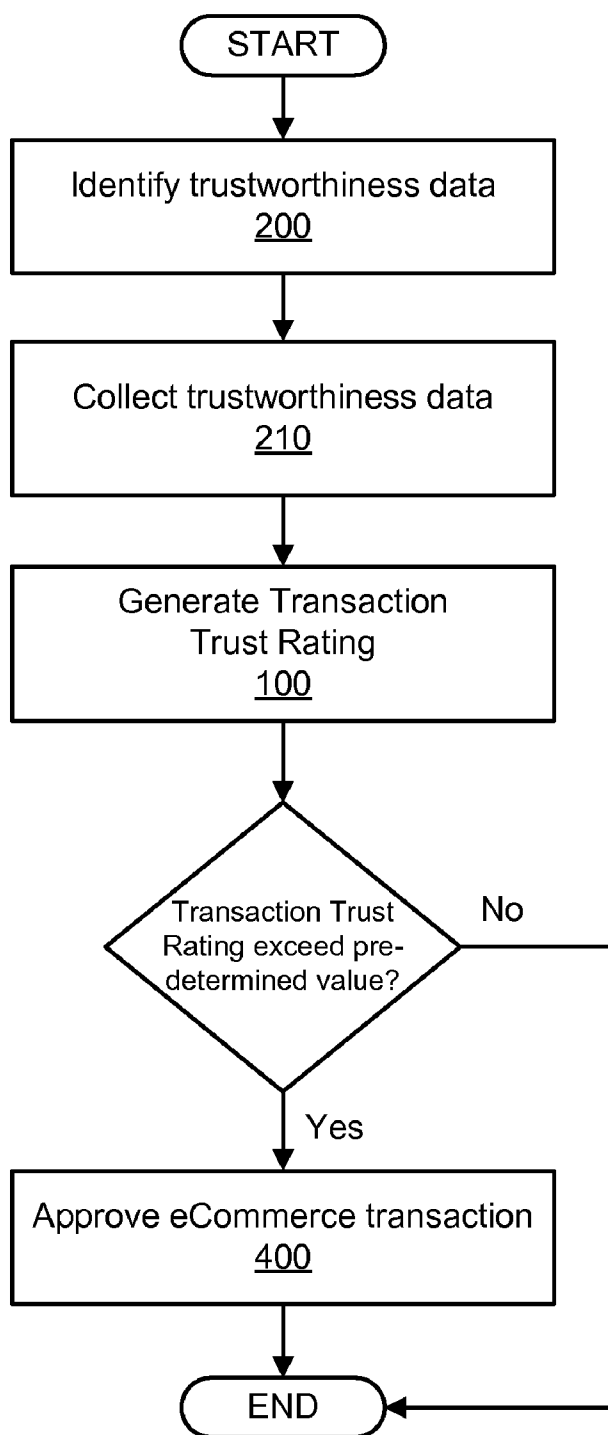 START
Identify trustworthiness data
200
Collect trustworthiness data
210
Generate Transaction
Trust Rating
100
Transaction Trust
Rating exceed pre-
determined value?
No
Yes
Approve eCommerce transaction
400
END